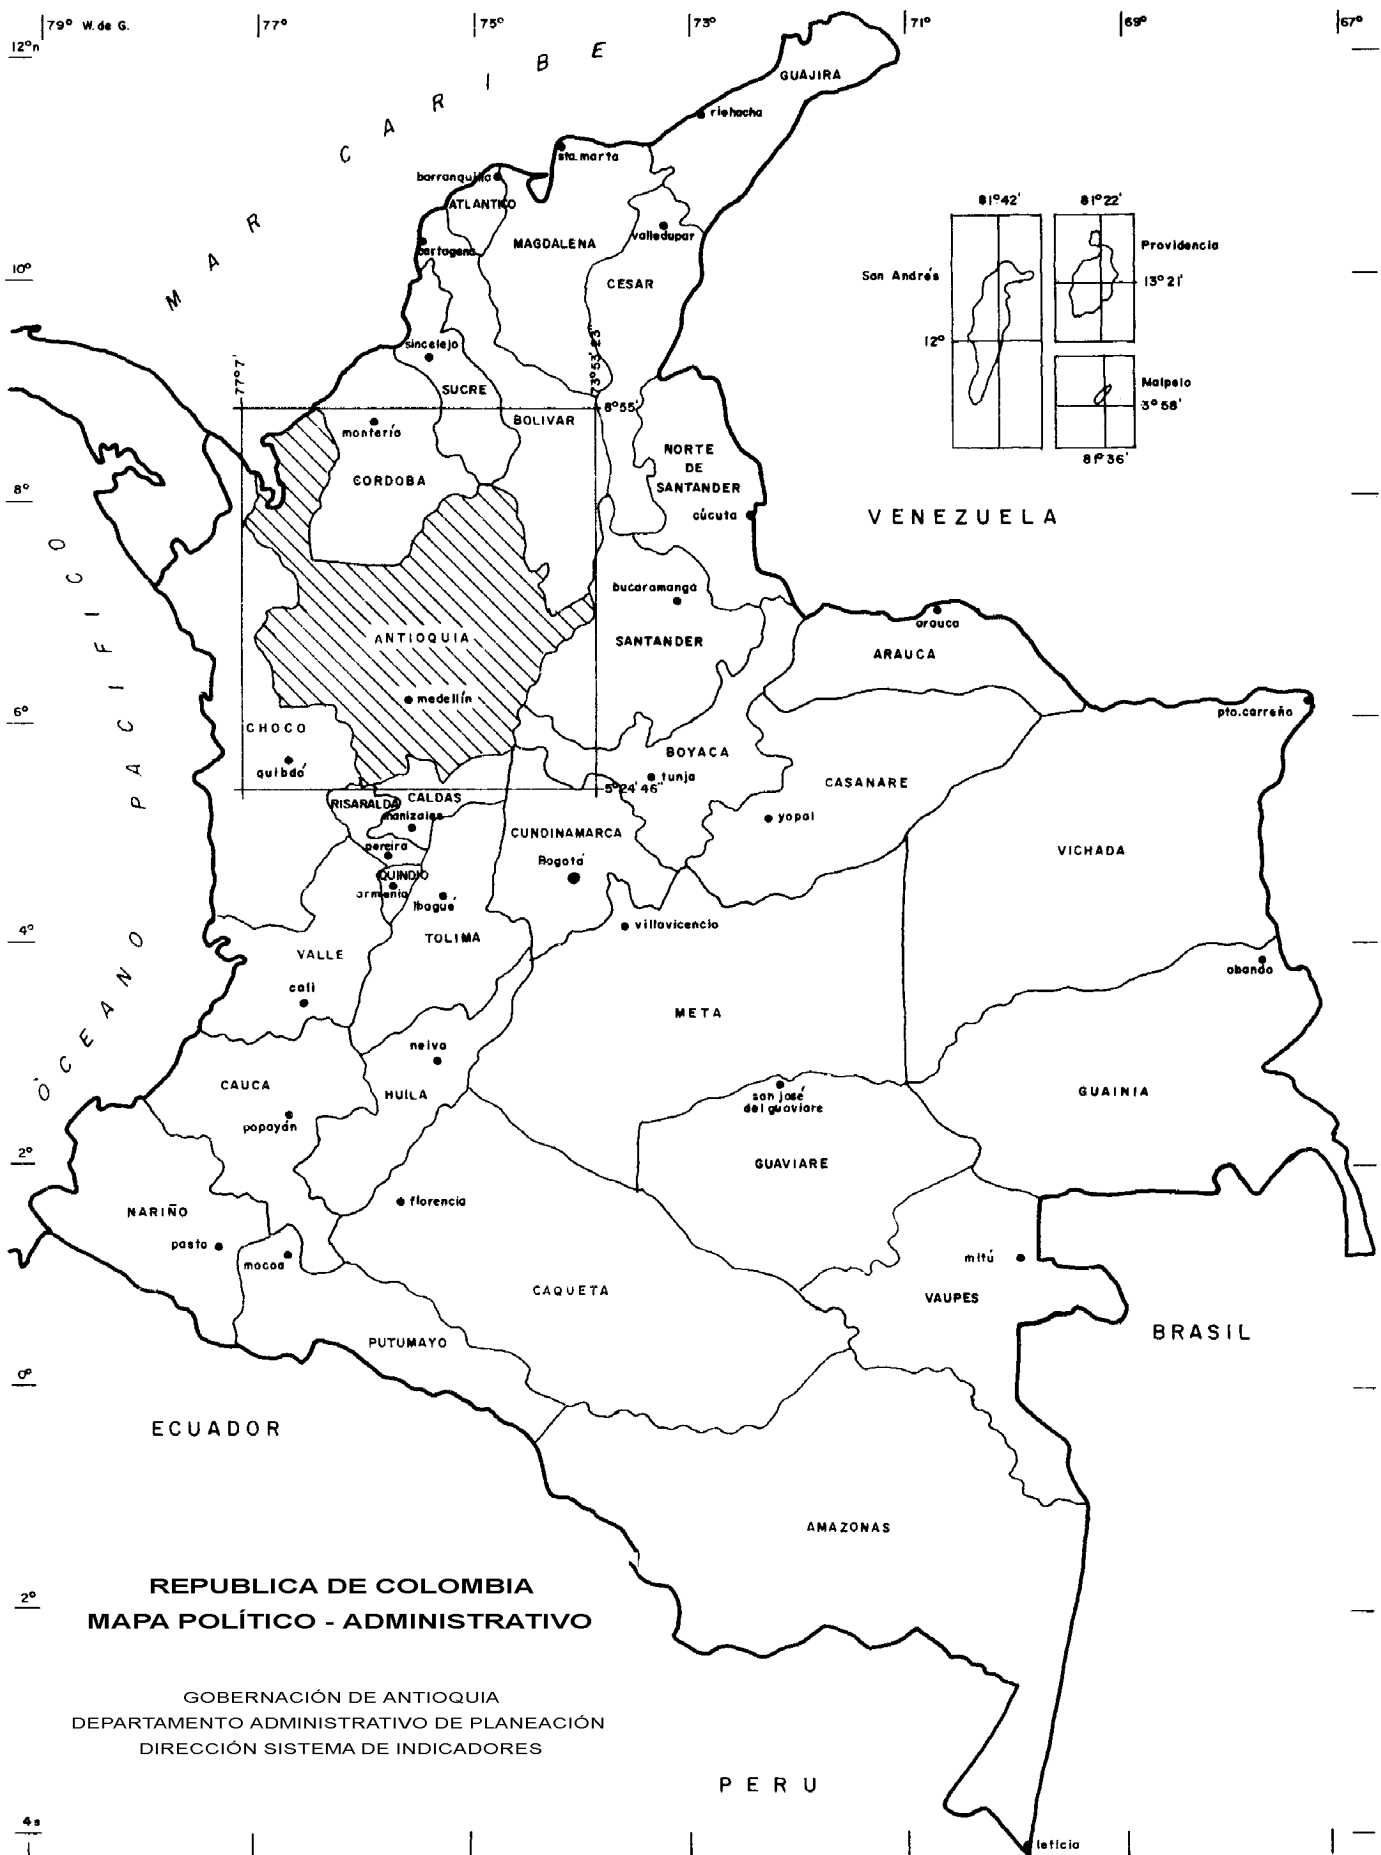 79° W. de G.
77°
75°
73°
71°
69°
67°
12°n
MAR CARIBE
GUAJIRA
riohacha
sta. marta
barranquilla
ATLANTICO
cartagena
MAGDALENA
valledupar
CESAR
81°42'
81°22'
Providencia
San Andrés
13°21'
12°
Malpelo
3°58'
81°36'
10°
sincelejo
77°7'
73°53'23"
SUCRE
8°55'
BOLIVAR
montería
NORTE
DE
SANTANDER
CORDOBA
8°
cúcuta
VENEZUELA
OCEANO PACIFICO
bucaramanga
arauca
ANTIOQUIA
SANTANDER
ARAUCA
medellín
6°
CHOCO
pto. carreño
quibdó
BOYACA
tunja
CASANARE
5°24'46"
RISARALDA
CALDAS
manizales
yopal
CUNDINAMARCA
pereira
Bogotá
VICHADA
QUINDIO
armenia
Ibagué
villavicencio
4°
TOLIMA
VALLE
obando
cali
META
neiva
CAUCA
HUILA
san josé
del guaviare
GUAINIA
popayán
2°
GUAVIARE
florencia
NARIÑO
pasto
mocoa
mitú
CAQUETA
VAUPES
BRASIL
PUTUMAYO
0°
ECUADOR
AMAZONAS
2°
REPUBLICA DE COLOMBIA
MAPA POLÍTICO - ADMINISTRATIVO
GOBERNACIÓN DE ANTIOQUIA
DEPARTAMENTO ADMINISTRATIVO DE PLANEACIÓN
DIRECCIÓN SISTEMA DE INDICADORES
PERU
4s
leticia